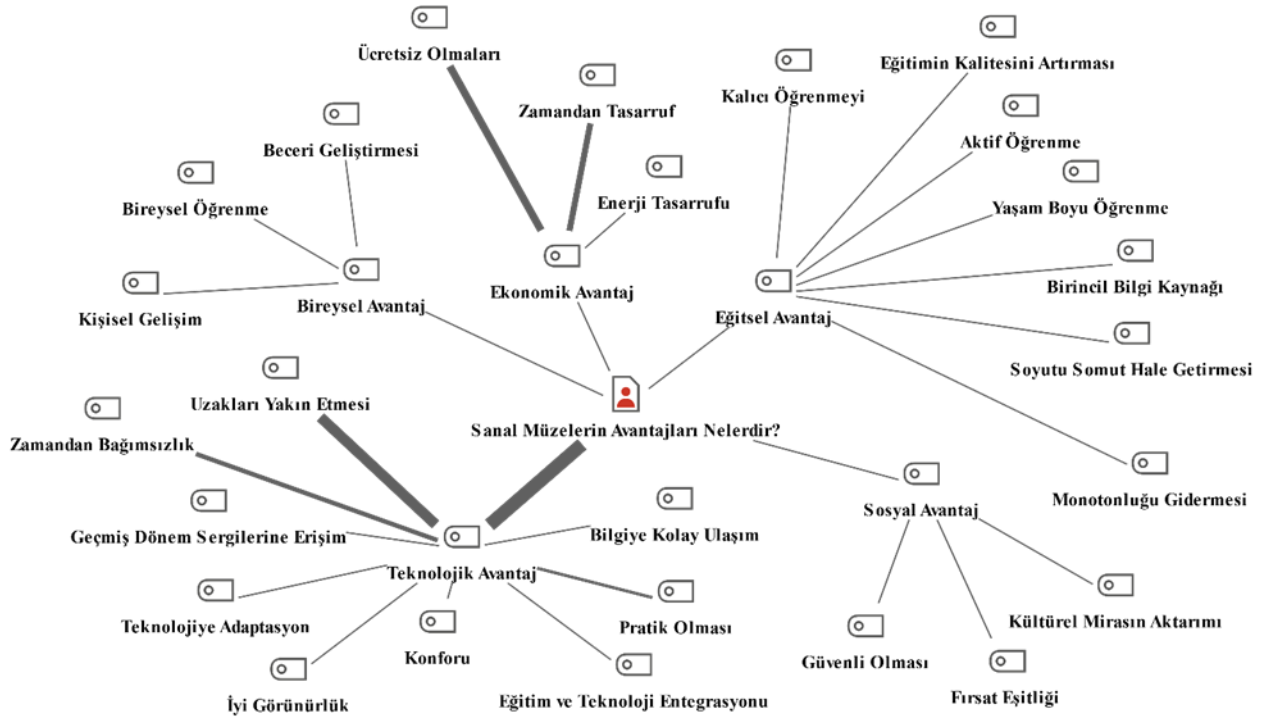 Ücretsiz Olmaları
Eğitimin Kalitesini Artırması
Kalıcı Öğrenmeyi
Zamandan Tasarruf
Aktif Öğrenme
Beceri Geliştirmesi
Enerji Tasarrufu
Bireysel Öğrenme
Yaşam Boyu Öğrenme
Ekonomik Avantaj
Birincil Bilgi Kaynağı
Bireysel Avantaj
Kişisel Gelişim
Eğitsel Avantaj
Soyutu Somut Hale Getirmesi
Uzakları Yakın Etmesi
Sanal Müzelerin Avantajları Nelerdir?
Zamandan Bağımsızlık
Monotonluğu Gidermesi
Sosyal Avantaj
Geçmiş Dönem Sergilerine Erişim
Bilgiye Kolay Ulaşım
Teknolojik Avantaj
Teknolojiye Adaptasyon
Pratik Olması
Kültürel Mirasın Aktarımı
Konforu
Güvenli Olması
İyi Görünürlük
Eğitim ve Teknoloji Entegrasyonu
Fırsat Eşitliği